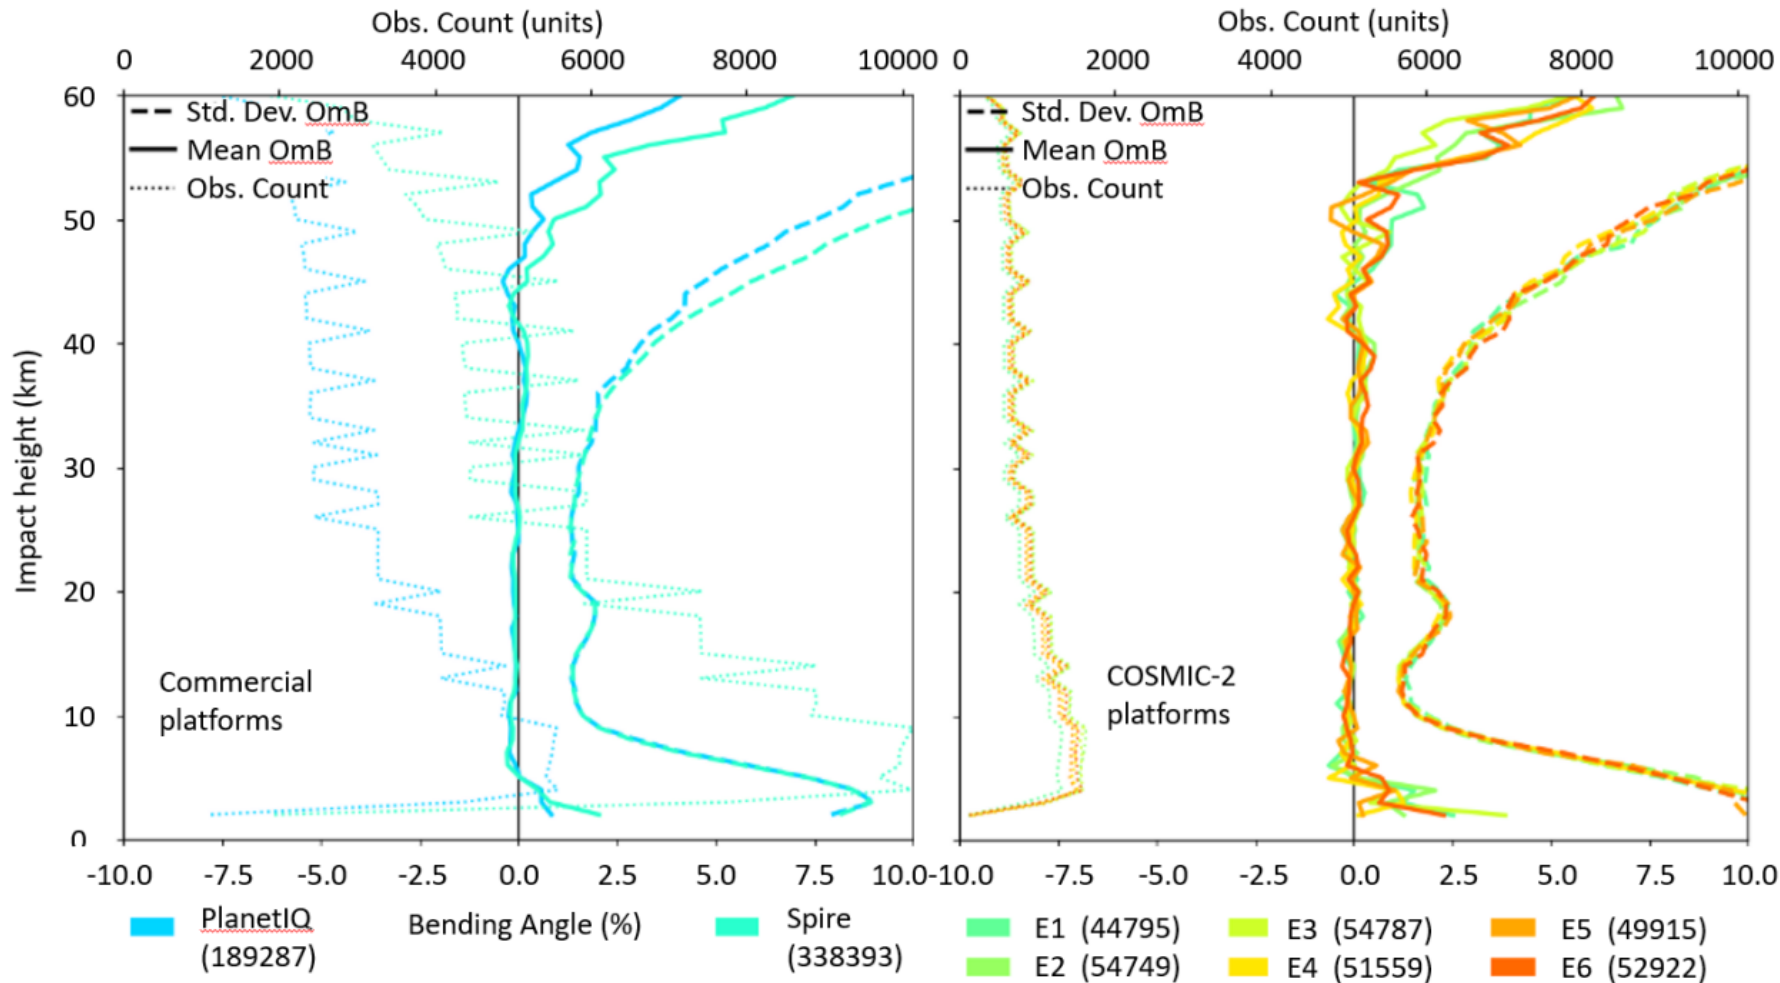 Obs. Count (units) Obs. Count (units)
0 2000 4000 6000 8000 10000 0 2000 4000 6000 8000 10000
60
Std. Dev. OmB Std. Dev. OmB
Mean OmB Mean OmB
Obs. Count Obs. Count
50
40
Impact height (km)
30
20
Commercial COSMIC-2
platforms platforms
10
0
-10.0 -7.5 -5.0 -2.5 0.0 2.5 5.0 7.5 10.0 -10.0 -7.5 -5.0 -2.5 0.0 2.5 5.0 7.5 10.0
PlanetIQ Bending Angle (%) Spire E1 (44795) E3 (54787) E5 (49915)
(189287) (338393) E2 (54749) E4 (51559) E6 (52922)